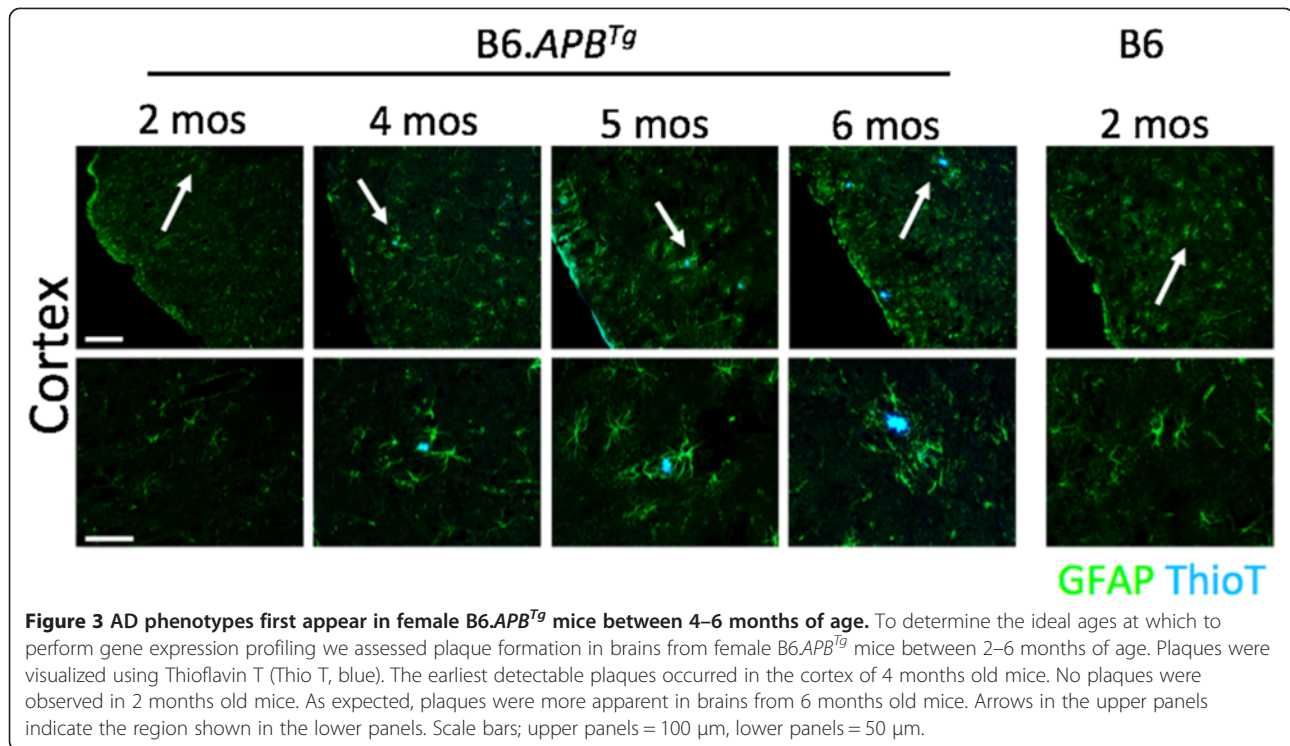 B6.APBTg B6
2 mos 4 mos 5 mos 6 mos 2 mos
Cortex
GFAP ThioT
Figure 3 AD phenotypes first appear in female B6.APBTg mice between 4–6 months of age. To determine the ideal ages at which to
perform gene expression profiling we assessed plaque formation in brains from female B6.APBTg mice between 2–6 months of age. Plaques were
visualized using Thioflavin T (Thio T, blue). The earliest detectable plaques occurred in the cortex of 4 months old mice. No plaques were
observed in 2 months old mice. As expected, plaques were more apparent in brains from 6 months old mice. Arrows in the upper panels
indicate the region shown in the lower panels. Scale bars; upper panels = 100 μm, lower panels = 50 μm.